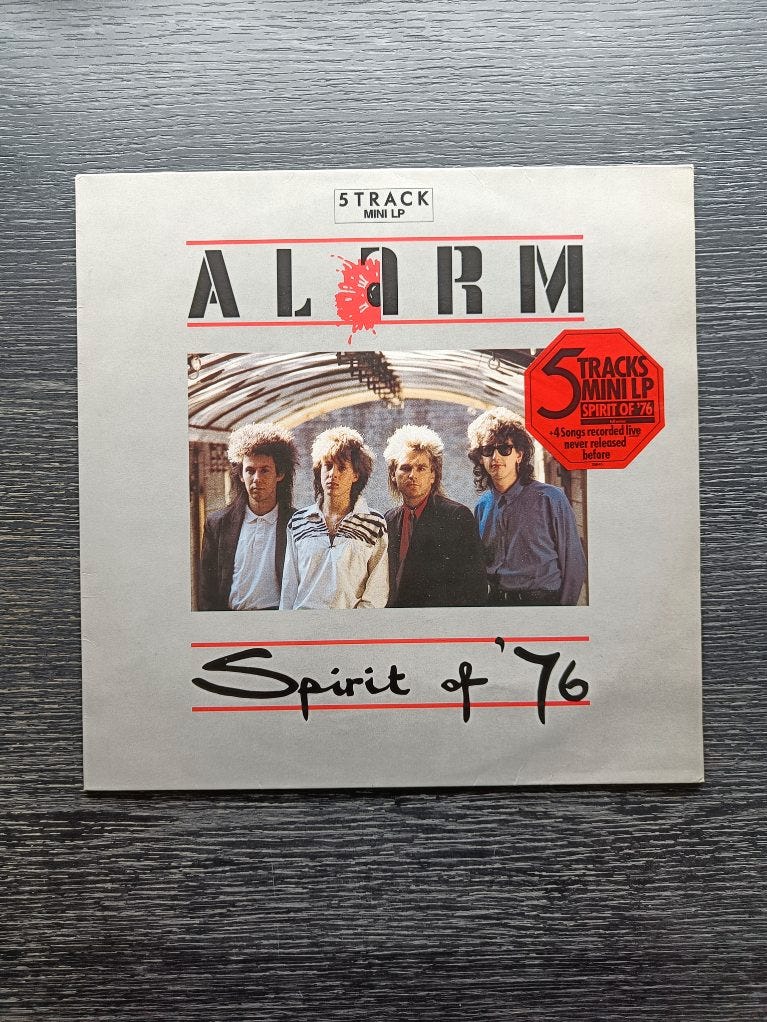 5 TRACK
MINI LP
ALARM
5 TRACKS
MINI LP
SPIRIT OF '76
+4 Songs recorded live
never released
before
Spirit of '76